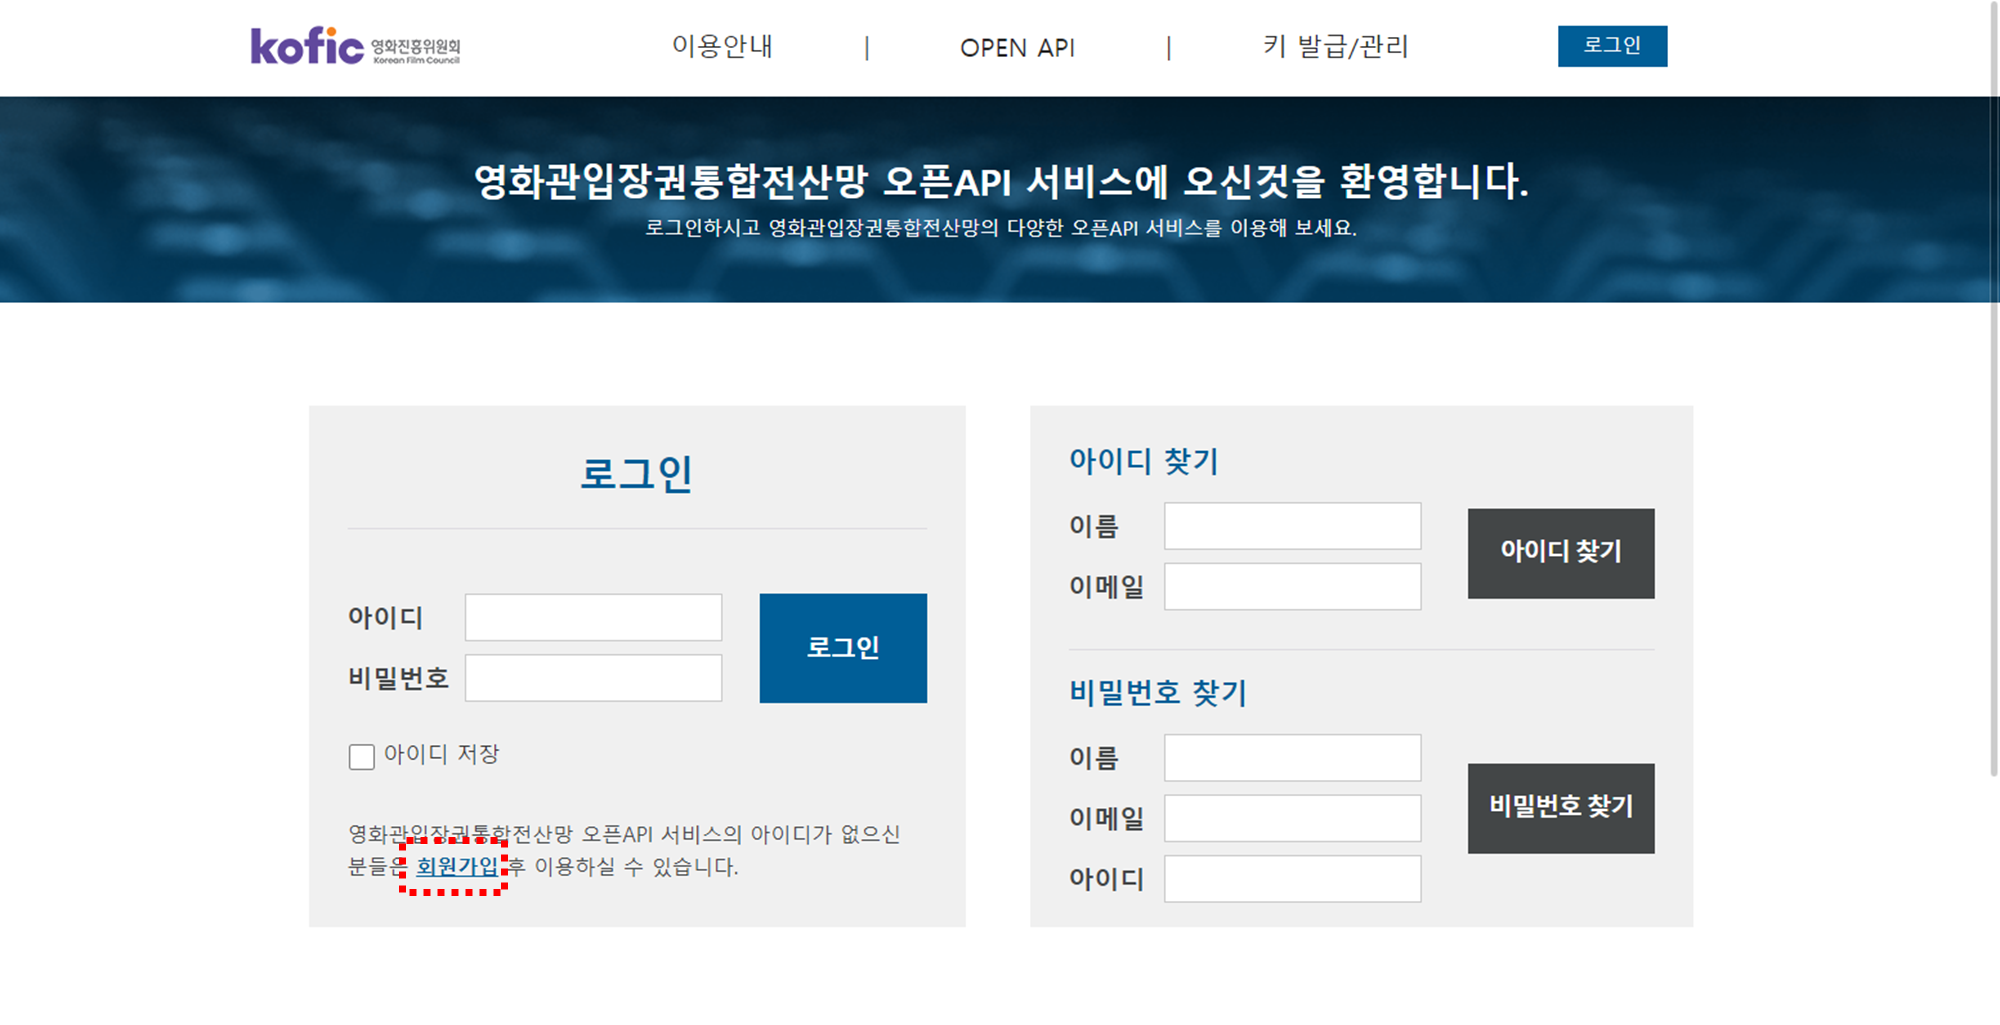 kofic 영화진흥위원회
Korean Film Council
이용안내 | OPEN API | 키 발급/관리 로그인
영화관입장권통합전산망 오픈API 서비스에 오신것을 환영합니다.
로그인하시고 영화관입장권통합전산망의 다양한 오픈API 서비스를 이용해 보세요.
로그인
아이디
비밀번호
로그인
아이디 저장
영화관입장권통합전산망 오픈API 서비스의 아이디가 없으신
분들은 회원가입 후 이용하실 수 있습니다.
아이디 찾기
이름
이메일
아이디 찾기
비밀번호 찾기
이름
이메일
아이디
비밀번호 찾기